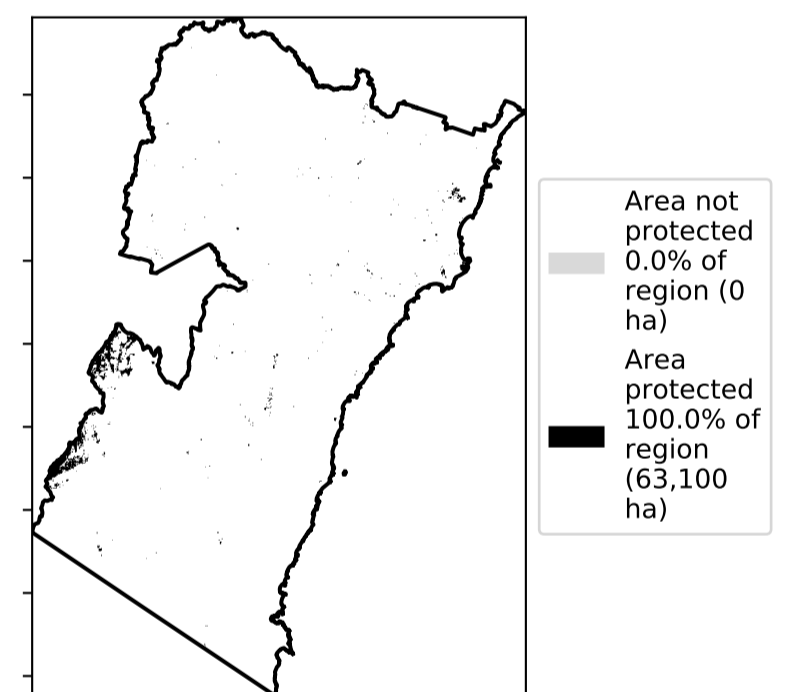 Area not
protected
0.0% of
region (0
ha)
Area
protected
100.0% of
region
(63,100
ha)